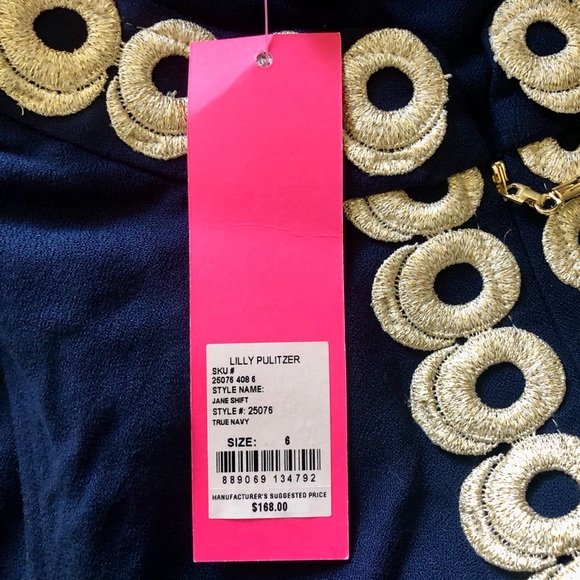 LILLY PULITZER
SKU #
25076 408 6
STYLE NAME:
JANE SHIFT
STYLE #: 25076
TRUE NAVY
SIZE: 6
889069 134792
MANUFACTURER'S SUGGESTED PRICE
$168.00